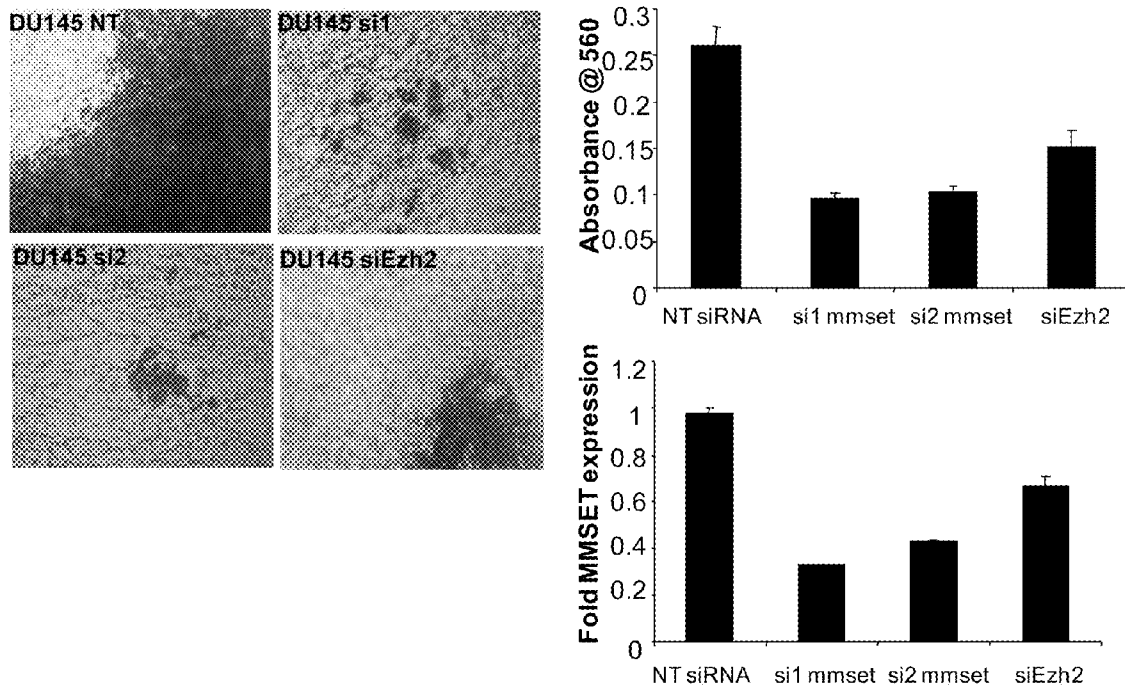 DU145 NT
DU145 si1
DU145 si2
DU145 siEzh2
Absorbance @ 560
0.3
0.25
0.2
0.15
0.1
0.05
0
NT siRNA si1 mmset si2 mmset siEzh2
Fold MMSET expression
1.2
1
0.8
0.6
0.4
0.2
0
NT siRNA si1 mmset si2 mmset siEzh2